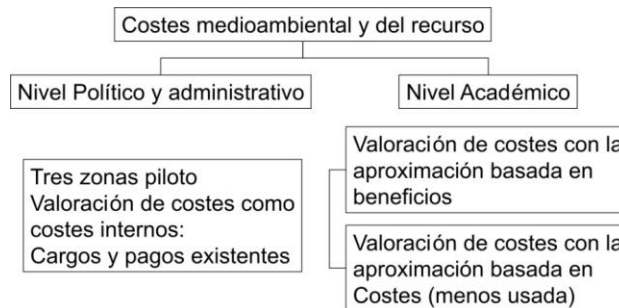 Costes medioambiental y del recurso
Nivel Político y administrativo
Nivel Académico
Tres zonas piloto
Valoración de costes como
costes internos:
Cargos y pagos existentes
Valoración de costes con la
aproximación basada en
beneficios
Valoración de costes con la
aproximación basada en
Costes (menos usada)